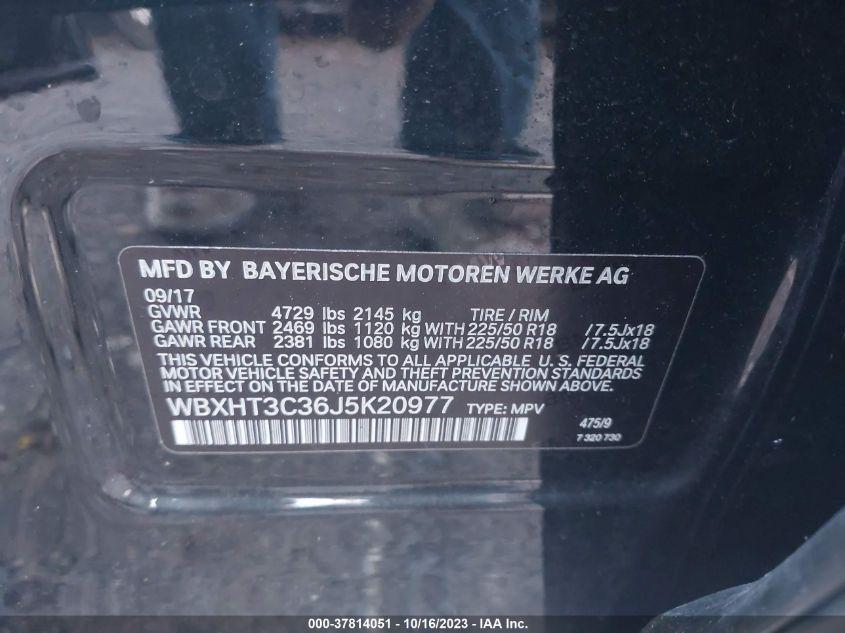 MFD BY BAYERISCHE MOTOREN WERKE AG
09/17
GVWR 4729 lbs 2145 kg TIRE / RIM
GAWR FRONT 2469 lbs 1120 kg WITH 225/50 R18 /7.5Jx18
GAWR REAR 2381 lbs 1080 kg WITH 225/50 R18 /7.5Jx18
THIS VEHICLE CONFORMS TO ALL APPLICABLE U. S. FEDERAL
MOTOR VEHICLE SAFETY AND THEFT PREVENTION STANDARDS
IN EFFECT ON THE DATE OF MANUFACTURE SHOWN ABOVE.
WBXHT3C36J5K20977 TYPE: MPV 475/9
7 320 730
000-37814051 - 10/16/2023 - IAA Inc.